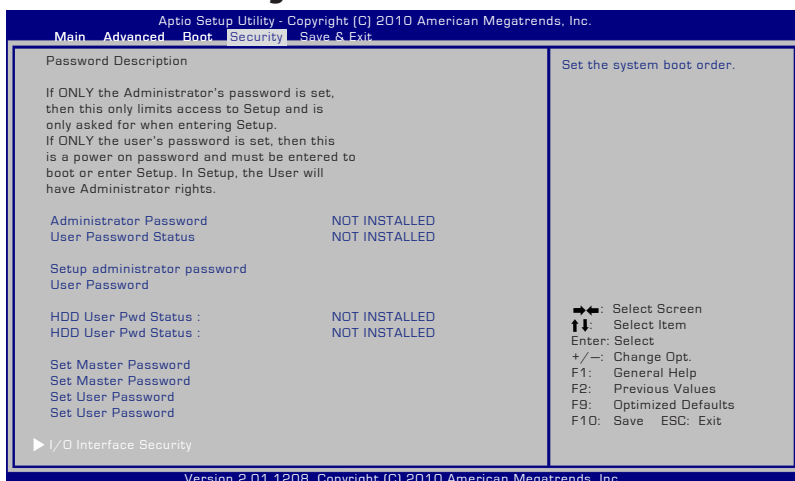 Aptio Setup Utility - Copyright (C) 2010 American Megatrends, Inc.
Main Advanced Boot Security Save & Exit
Password Description
If ONLY the Administrator's password is set,
then this only limits access to Setup and is
only asked for when entering Setup.
If ONLY the user's password is set, then this
is a power on password and must be entered to
boot or enter Setup. In Setup, the User will
have Administrator rights.
Administrator Password NOT INSTALLED
User Password Status NOT INSTALLED
Setup administrator password
User Password
HDD User Pwd Status : NOT INSTALLED
HDD User Pwd Status : NOT INSTALLED
Set Master Password
Set Master Password
Set User Password
Set User Password
▶ I/O Interface Security
Set the system boot order.
➡⬅: Select Screen
⬆⬇: Select Item
Enter: Select
+/—: Change Opt.
F1: General Help
F2: Previous Values
F9: Optimized Defaults
F10: Save ESC: Exit
Version 2.01.1208. Copyright (C) 2010 American Megatrends, Inc.